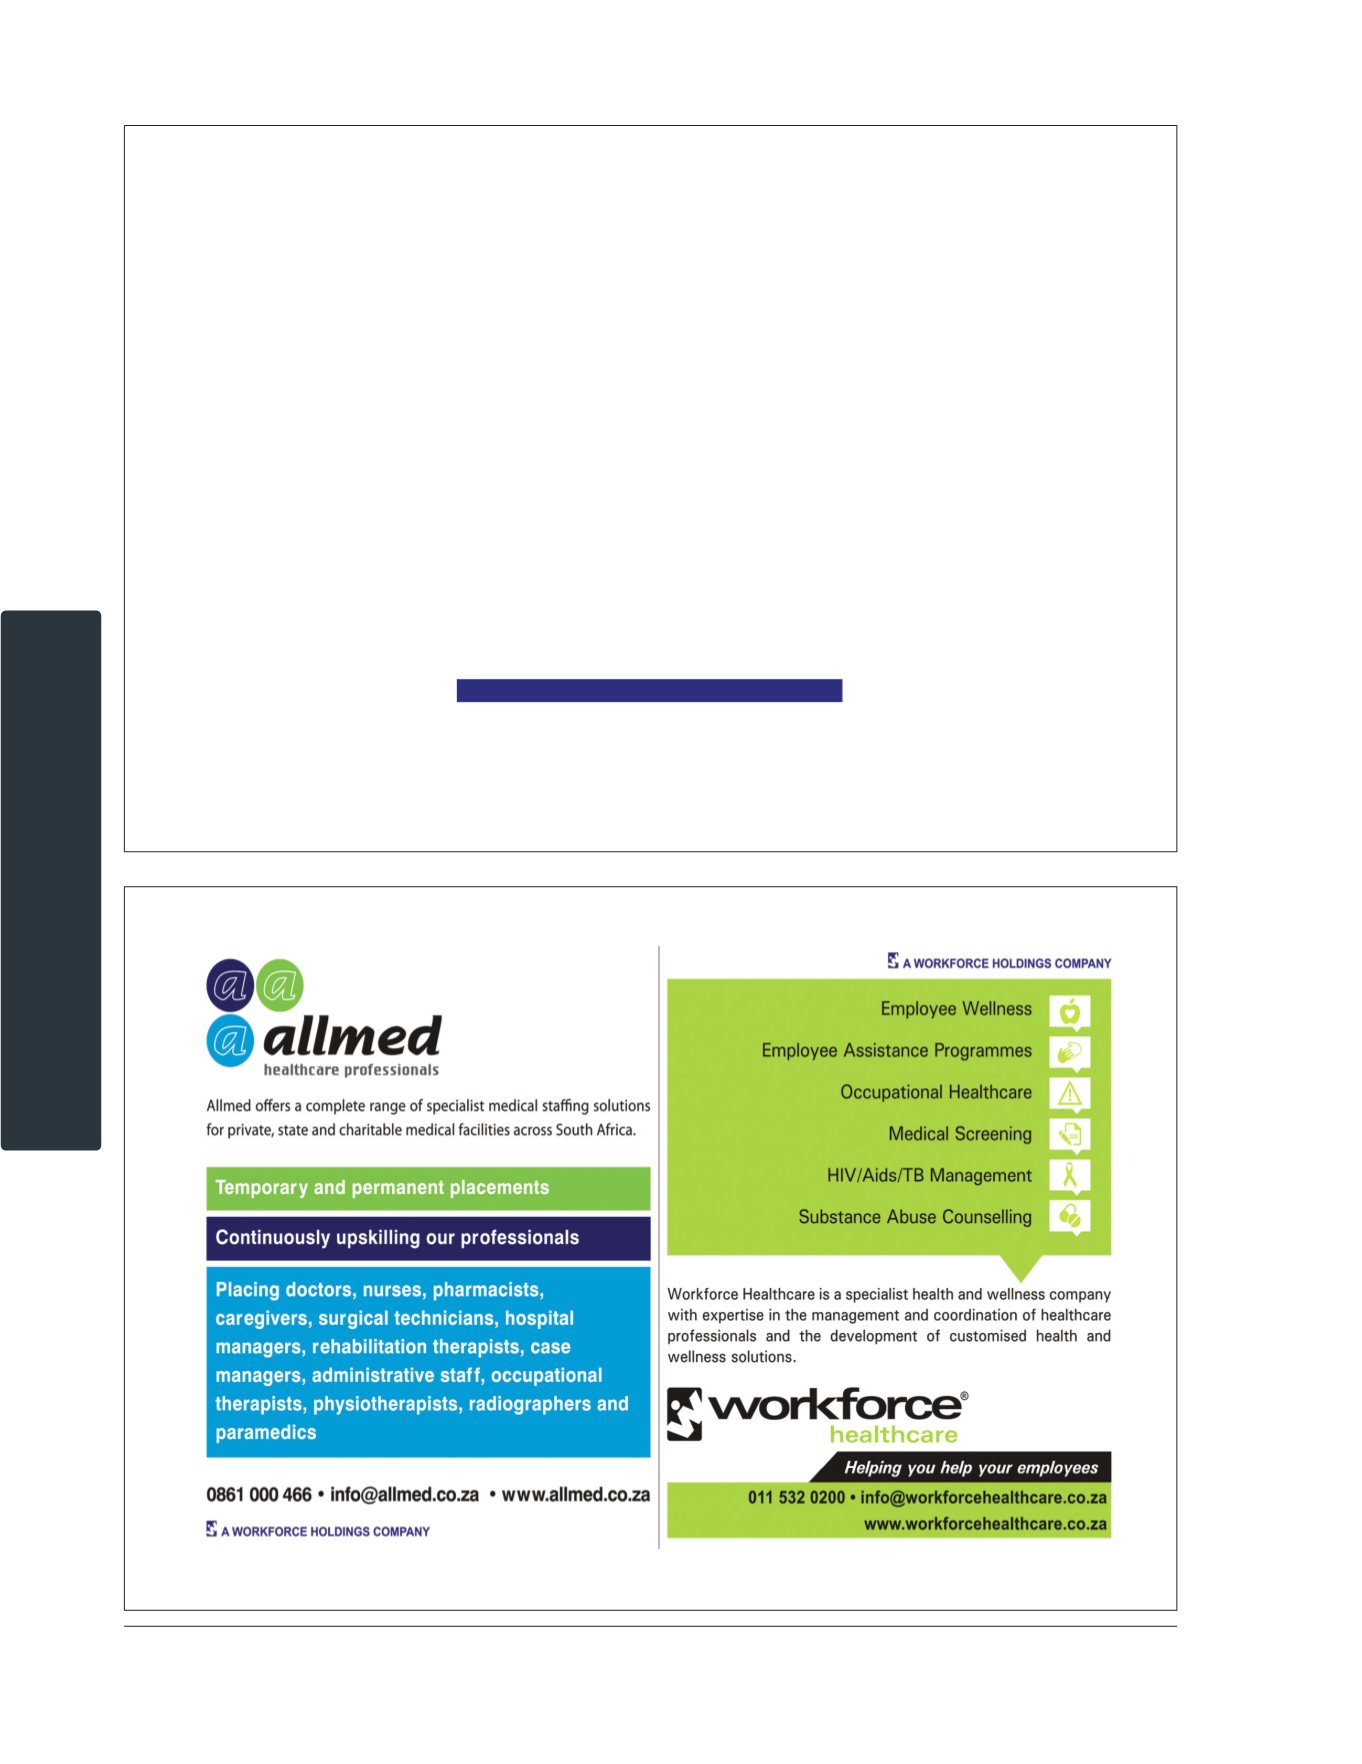 allmed
healthcare professionals
Allmed offers a complete range of specialist medical staffing solutions
for private, state and charitable medical facilities across South Africa.
Temporary and permanent placements
Continuously upskilling our professionals
Placing doctors, nurses, pharmacists,
caregivers, surgical technicians, hospital
managers, rehabilitation therapists, case
managers, administrative staff, occupational
therapists, physiotherapists, radiographers and
paramedics
0861 000 466 • info@allmed.co.za • www.allmed.co.za
A WORKFORCE HOLDINGS COMPANY
A WORKFORCE HOLDINGS COMPANY
Employee Wellness
Employee Assistance Programmes
Occupational Healthcare
Medical Screening
HIV/Aids/TB Management
Substance Abuse Counselling
Workforce Healthcare is a specialist health and wellness company
with expertise in the management and coordination of healthcare
professionals and the development of customised health and
wellness solutions.
workforce®
healthcare
Helping you help your employees
011 532 0200 • info@workforcehealthcare.co.za
www.workforcehealthcare.co.za